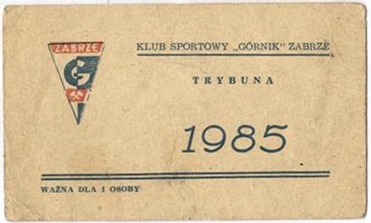 ZABRZE
G
KLUB SPORTOWY „GÓRNIK" ZABRZE
TRYBUNA
1985
WAŻNA DLA 1 OSOBY